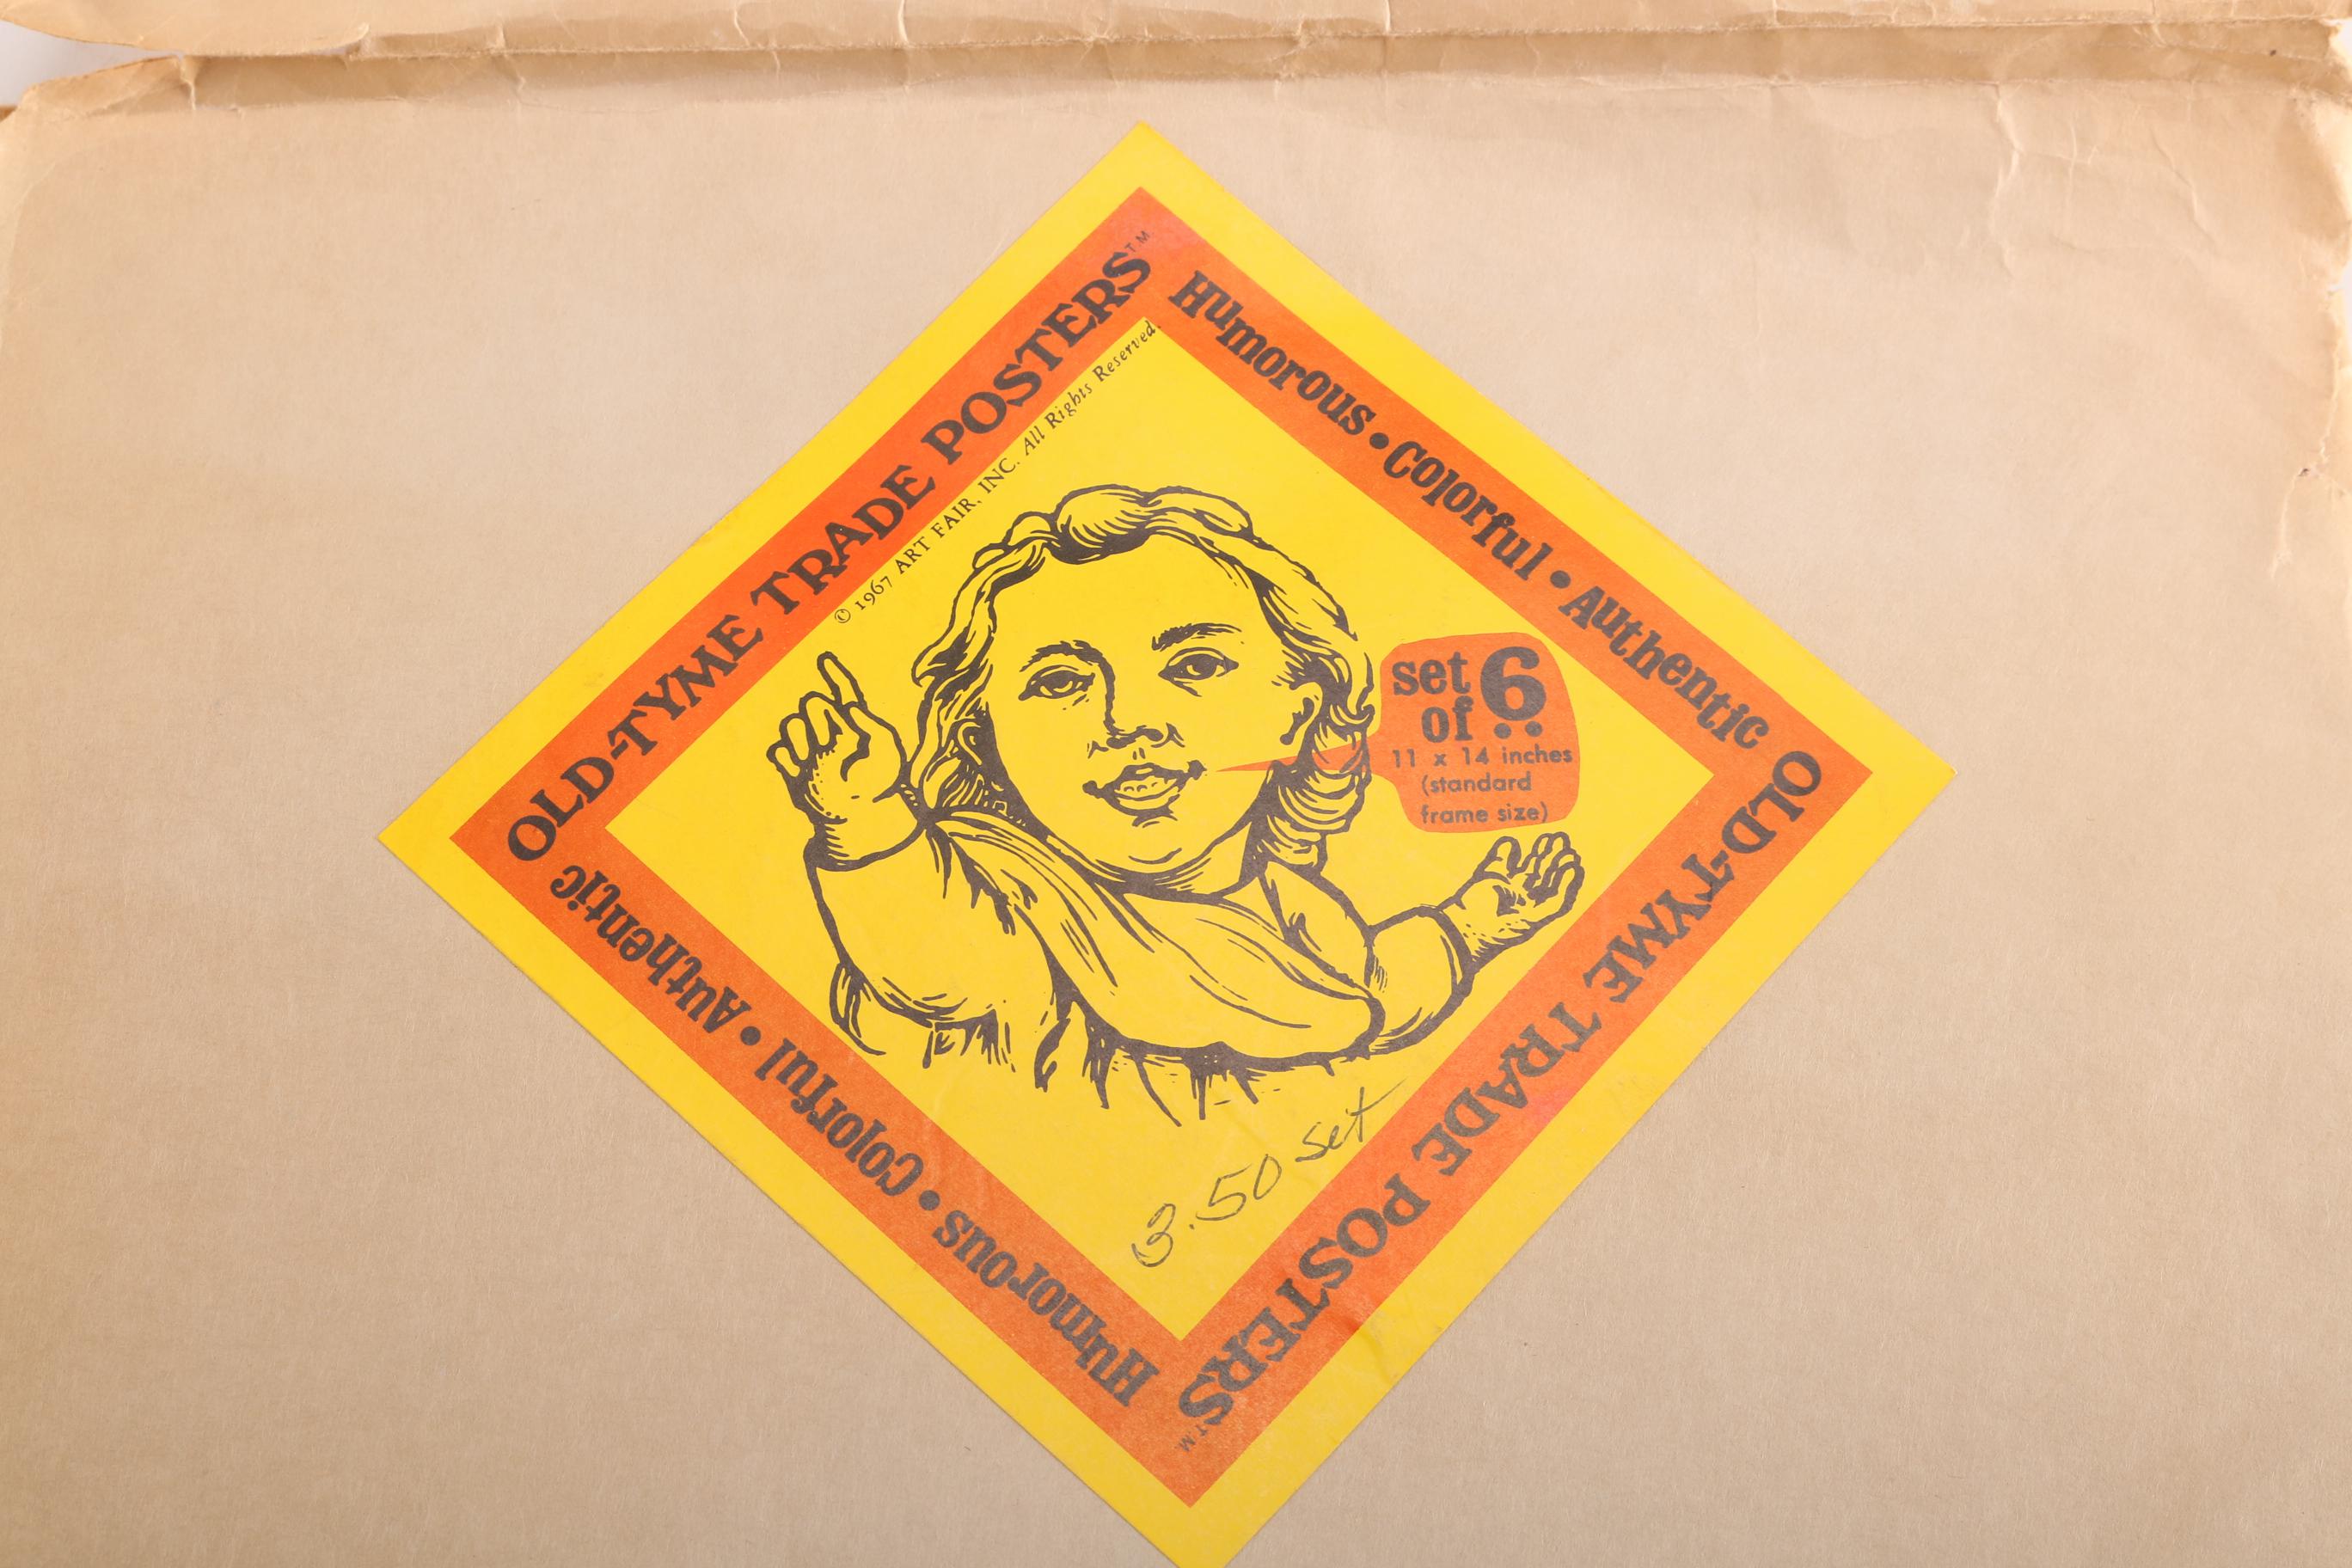 OLD-TYME TRADE POSTERS™
Humorous • Colorful • Authentic
© 1967 ART FAIR, INC. All Rights Reserved.
set of 6
11 x 14 inches
(standard
frame size)
OLD-TYME TRADE POSTERS™
Humorous • Colorful • Authentic
3.50 set